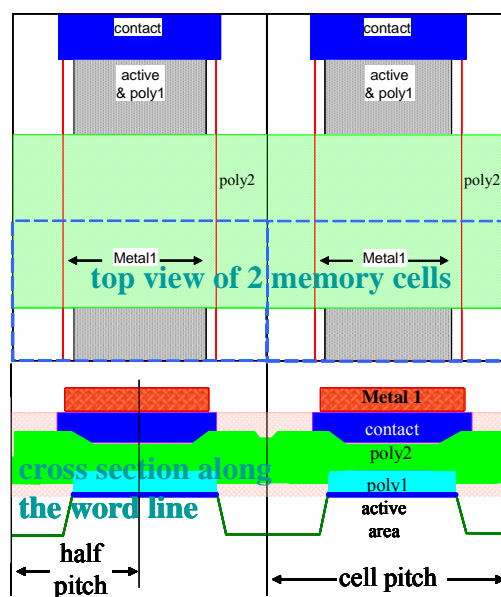 contact
contact
active
& poly1
active
& poly1
poly2
poly2
Metal1
Metal1
top view of 2 memory cells
Metal 1
contact
poly2
cross section along
the word line
poly1
active
area
half
pitch
cell pitch